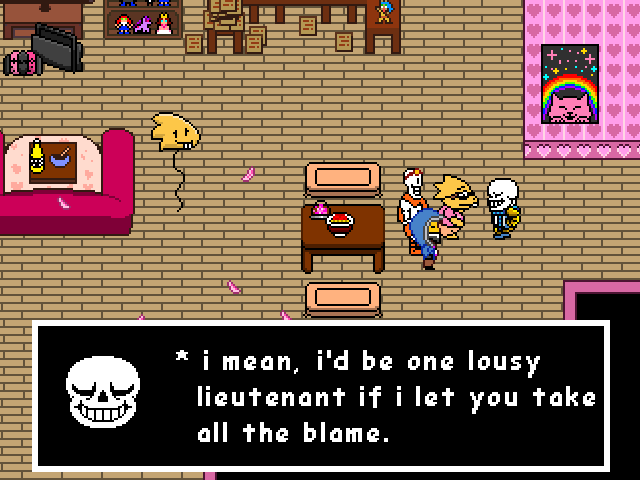 * i mean, i'd be one lousy
lieutenant if i let you take
all the blame.